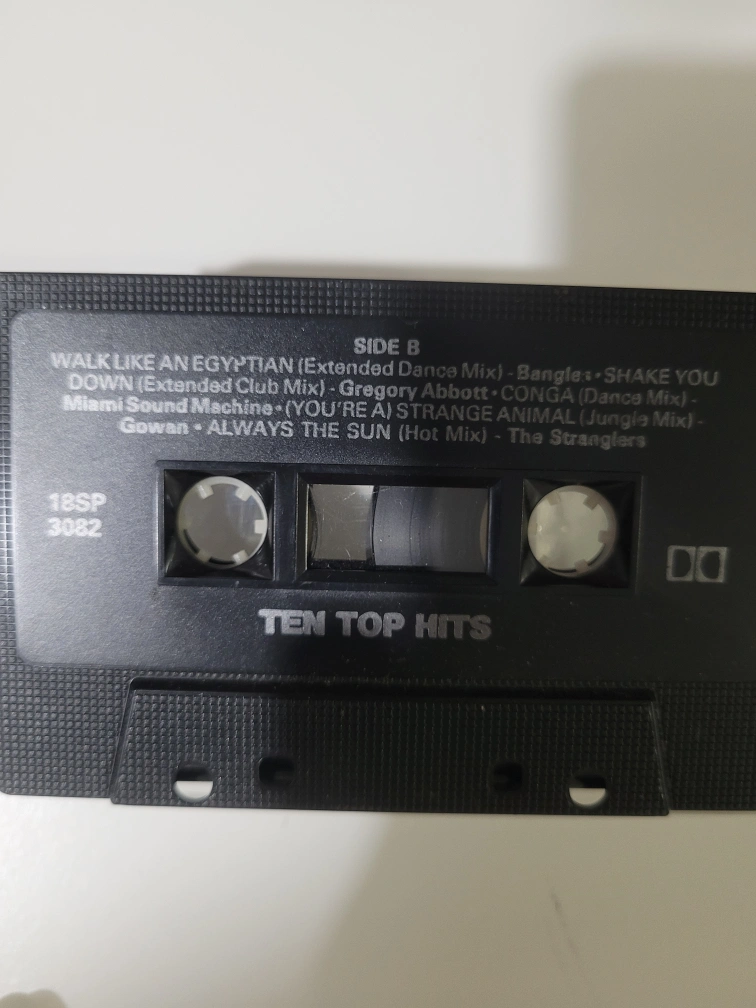 SIDE B
WALK LIKE AN EGYPTIAN (Extended Dance Mix) - Bangles • SHAKE YOU
DOWN (Extended Club Mix) - Gregory Abbott • CONGA (Dance Mix) -
Miami Sound Machine • (YOU'RE A) STRANGE ANIMAL (Jungle Mix) -
Gowan • ALWAYS THE SUN (Hot Mix) - The Stranglers
18SP
3082
TEN TOP HITS